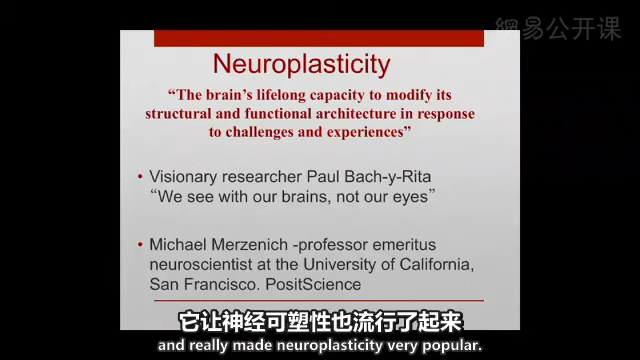 網易公开课
Neuroplasticity
“The brain’s lifelong capacity to modify its
structural and functional architecture in response
to challenges and experiences”
• Visionary researcher Paul Bach-y-Rita
“We see with our brains, not our eyes”
• Michael Merzenich -professor emeritus
neuroscientist at the University of California,
San Francisco. PositScience
它让神经可塑性也流行了起来
and really made neuroplasticity very popular.